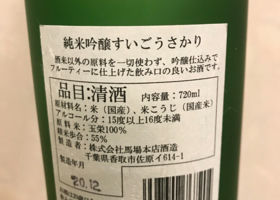 純米吟醸すいごうさかり
酒米以外の原料を一切使わず、吟醸仕込みで
フルーティーに仕上げた飲み口の良いお酒です。
品目:清酒 内容量:720ml
原材料名:米(国産)、米こうじ(国産米)
アルコール分:15度以上16度未満
原料米:玉栄100%
精米歩合:55%
製造者:株式会社馬場本店酒造
千葉県香取市佐原イ614-1
製造年月
20.12